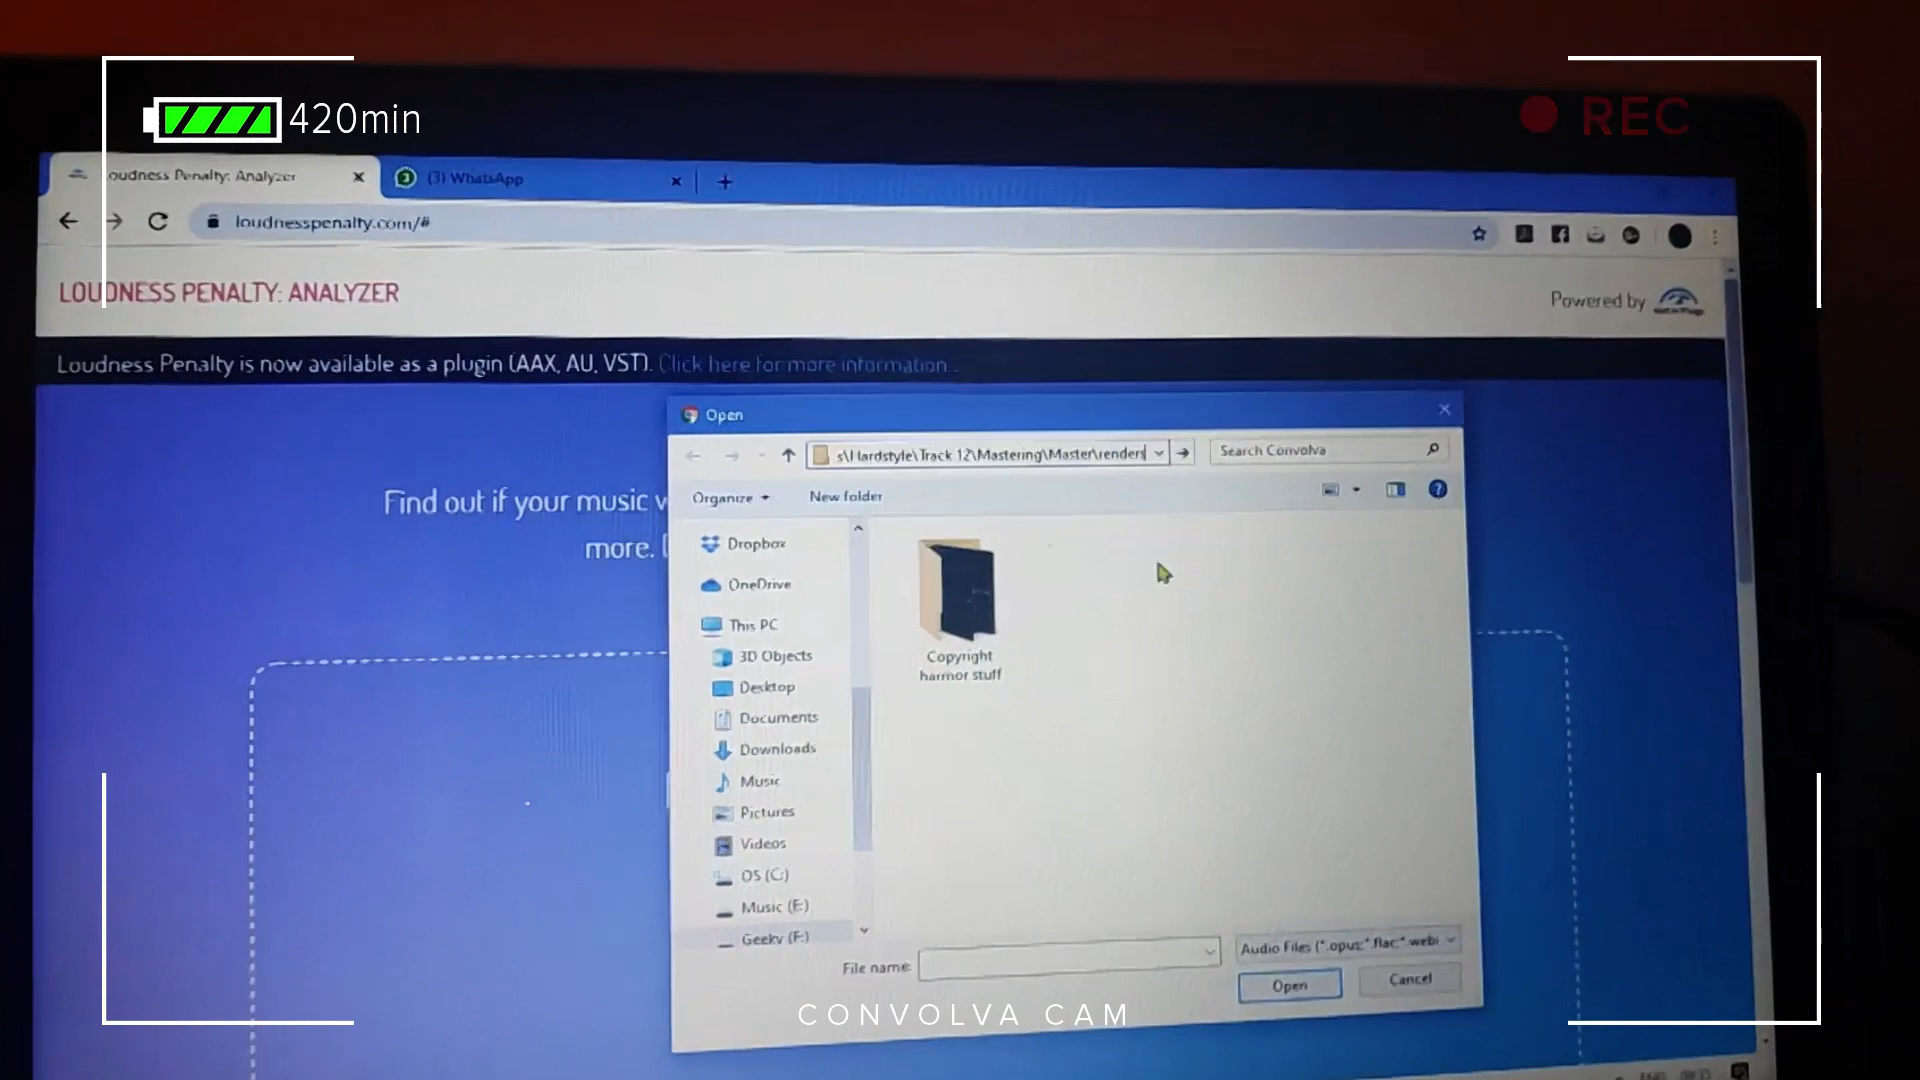 420min
REC
oudness Penalty: Analyzer
(3) WhatsApp
loudnesspenalty.com/#
LOUDNESS PENALTY: ANALYZER
Powered by
Loudness Penalty is now available as a plugin (AAX, AU, VST). Click here for more information.
Find out if your music
more.
Open
s\Hardstyle\Track 12\Mastering\Master\renders
Search Convolva
Organize
New folder
Dropbox
OneDrive
This PC
3D Objects
Desktop
Documents
Downloads
Music
Pictures
Videos
OS (C:)
Music (E:)
Geeky (F:)
Copyright
harmor stuff
File name:
Audio Files (*.opus;*.flac;*.web
Open
Cancel
CONVOLVA CAM